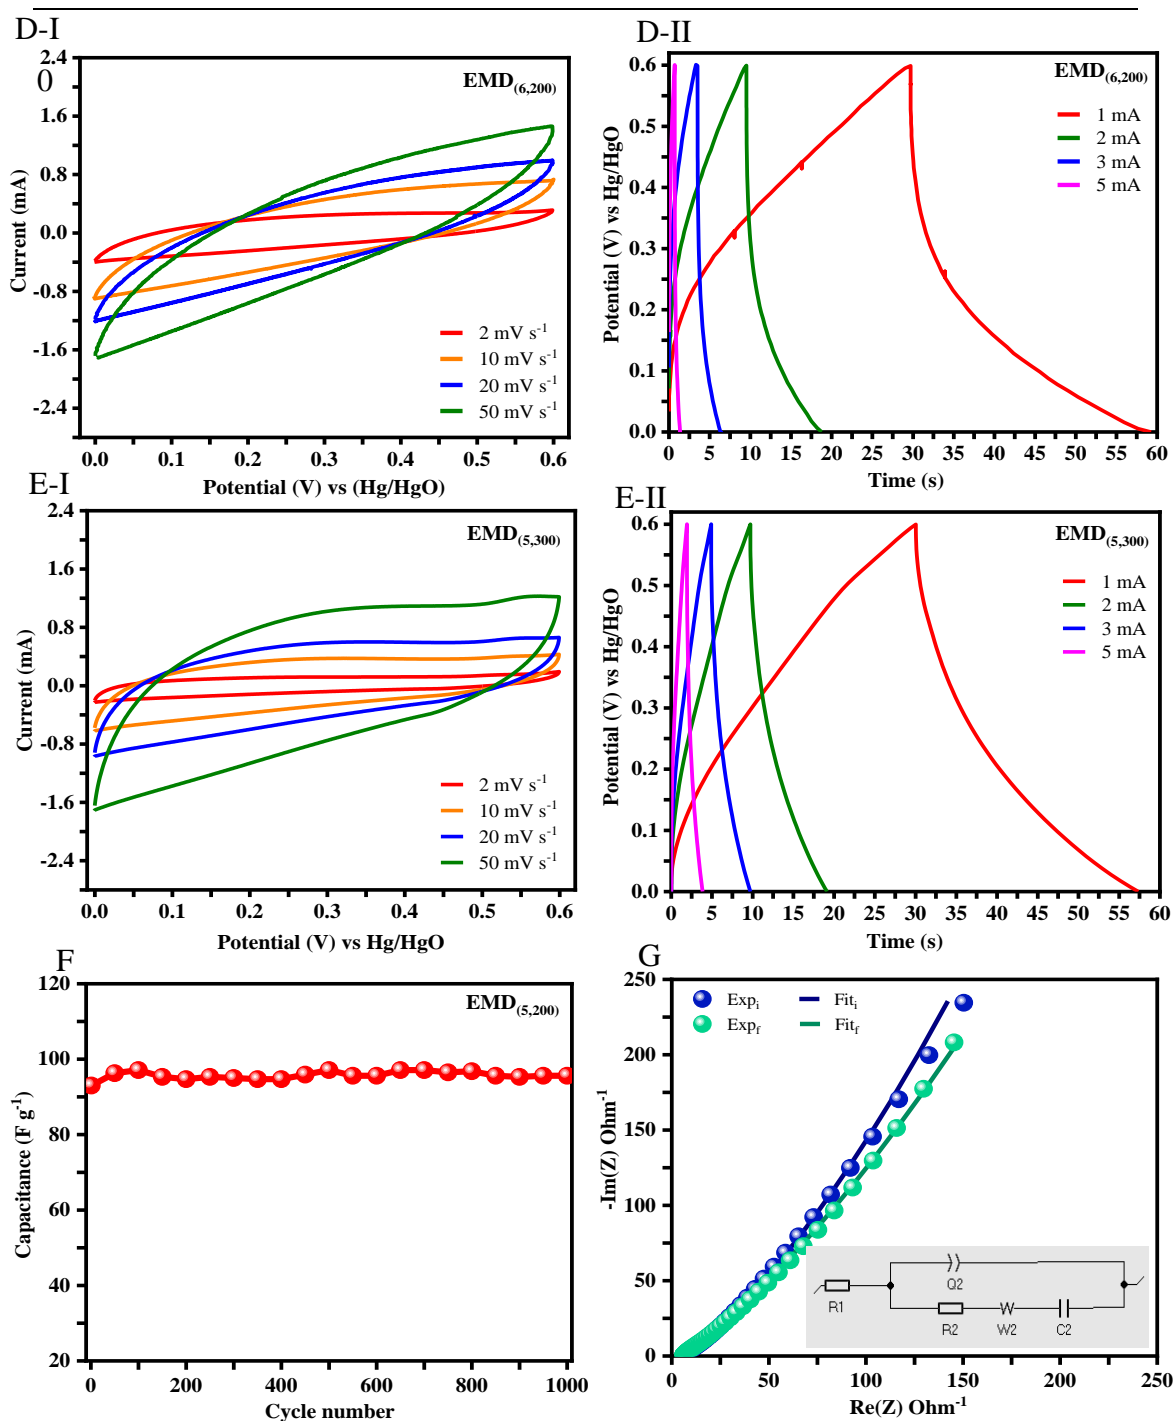 D-I
0
EMD(6,200)
2.4
1.6
0.8
0.0
-0.8
-1.6
-2.4
Current (mA)
2 mV s-1
10 mV s-1
20 mV s-1
50 mV s-1
0.0 0.1 0.2 0.3 0.4 0.5 0.6
Potential (V) vs (Hg/HgO)
D-II
EMD(6,200)
0.6
0.5
0.4
0.3
0.2
0.1
0.0
Potential (V) vs Hg/HgO
1 mA
2 mA
3 mA
5 mA
0 5 10 15 20 25 30 35 40 45 50 55 60
Time (s)
E-I
EMD(5,300)
2.4
1.6
0.8
0.0
-0.8
-1.6
-2.4
Current (mA)
2 mV s-1
10 mV s-1
20 mV s-1
50 mV s-1
0.0 0.1 0.2 0.3 0.4 0.5 0.6
Potential (V) vs Hg/HgO
E-II
EMD(5,300)
0.6
0.5
0.4
0.3
0.2
0.1
0.0
Potential (V) vs Hg/HgO
1 mA
2 mA
3 mA
5 mA
0 5 10 15 20 25 30 35 40 45 50 55 60
Time (s)
F
EMD(5,200)
120
100
80
60
40
20
Capacitance (F g-1)
0 200 400 600 800 1000
Cycle number
G
Expi Fiti
Expf Fitf
250
200
150
100
50
0
-Im(Z) Ohm-1
R1
Q2
R2 W2 C2
50 100 150 200 250
Re(Z) Ohm-1